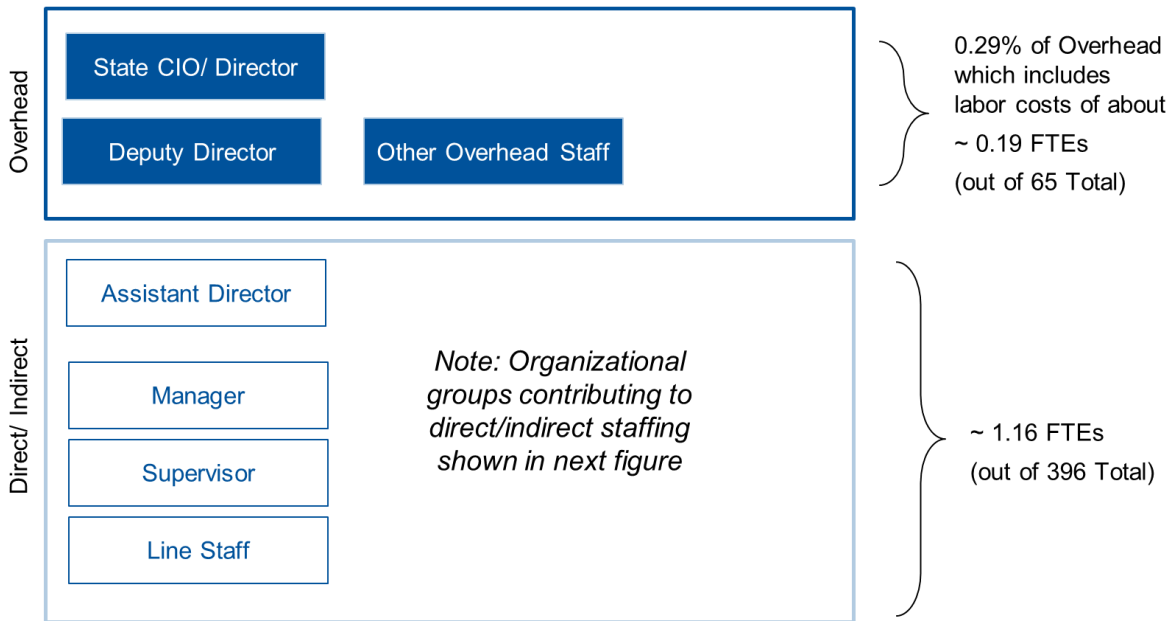 Overhead
State CIO/ Director
Deputy Director
Other Overhead Staff
0.29% of Overhead
which includes
labor costs of about
~ 0.19 FTEs
(out of 65 Total)
Direct/ Indirect
Assistant Director
Manager
Supervisor
Line Staff
Note: Organizational
groups contributing to
direct/indirect staffing
shown in next figure
~ 1.16 FTEs
(out of 396 Total)